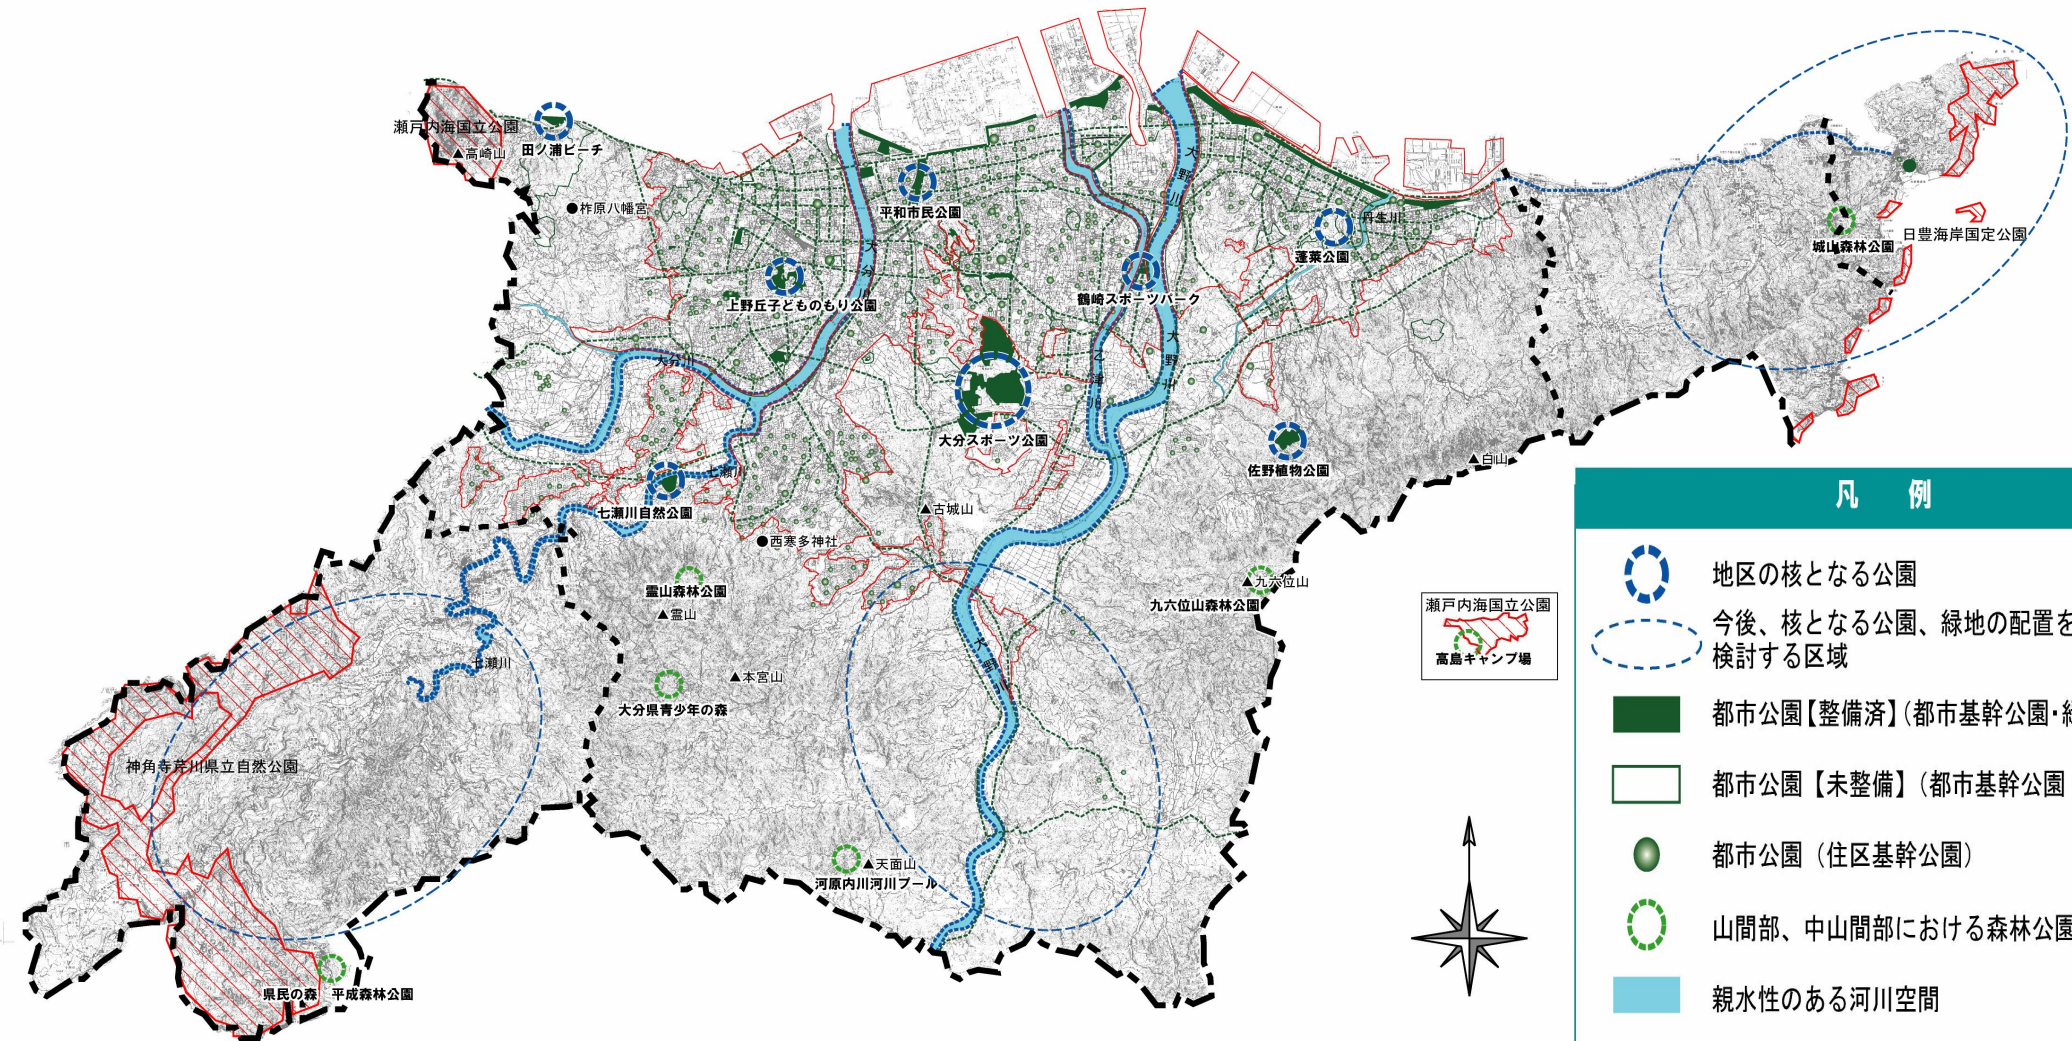 瀬戸内海国立公園
▲高崎山
田ノ浦ビーチ
●柞原八幡宮
平和市民公園
上野丘子どものもり公園
大分川
大分川
大野川
丹生川
蓬莱公園
鶴崎スポーツパーク
城山森林公園
日豊海岸国定公園
大野川
乙津川
大分スポーツ公園
佐野植物公園
▲白山
七瀬川
七瀬川自然公園
▲古城山
●西寒多神社
霊山森林公園
▲霊山
▲九六位山
九六位山森林公園
大野川
七瀬川
▲本宮山
大分県青少年の森
神角寺芹川県立自然公園
▲天面山
河原内川河川プール
県民の森
平成森林公園
瀬戸内海国立公園
高島キャンプ場
凡 例
地区の核となる公園
今後、核となる公園、緑地の配置を
検討する区域
都市公園【整備済】(都市基幹公園・
都市公園【未整備】(都市基幹公園
都市公園(住区基幹公園)
山間部、中山間部における森林公園
親水性のある河川空間